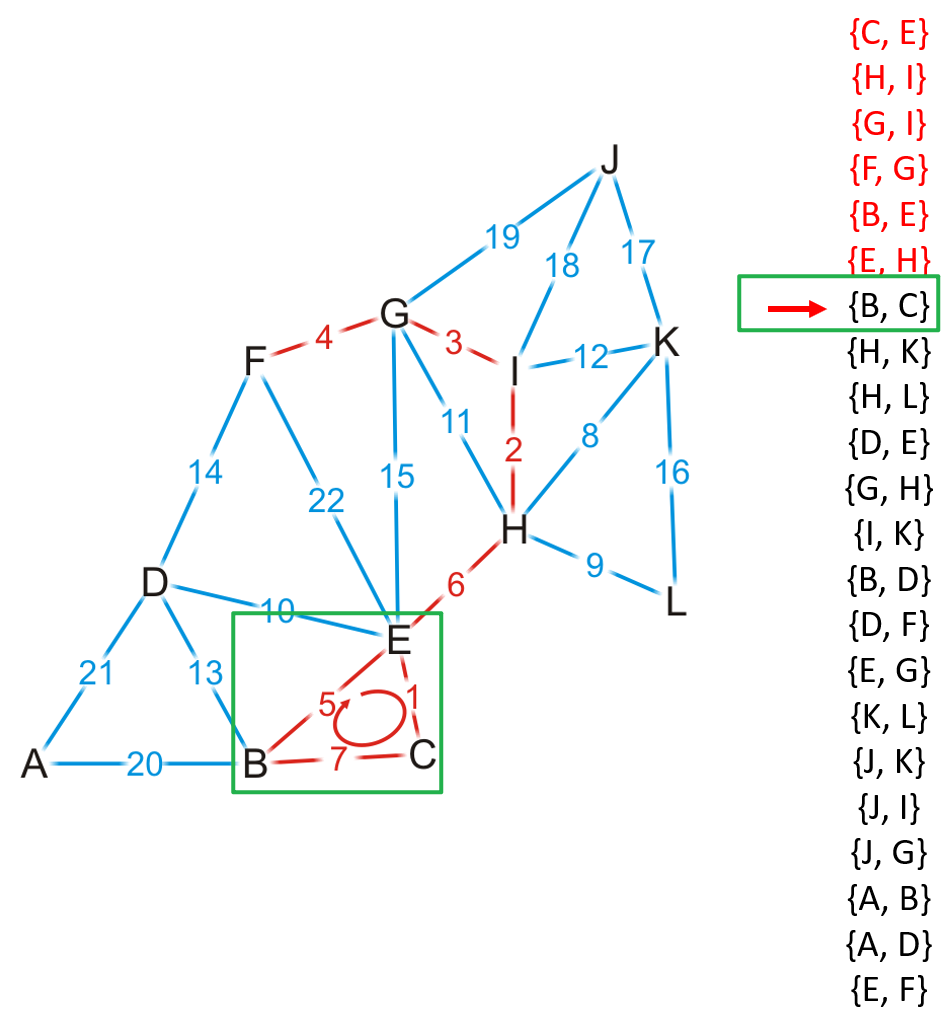 {C, E}
{H, I}
{G, I}
{F, G}
{B, E}
{E, H}
{B, C}
{H, K}
{H, L}
{D, E}
{G, H}
{I, K}
{B, D}
{D, F}
{E, G}
{K, L}
{J, K}
{J, I}
{J, G}
{A, B}
{A, D}
{E, F}
J
19
18
17
G
4
3
F
I
12
K
11
14
22
15
2
8
16
H
9
D
6
L
10
E
21
13
5
1
A
20
B
7
C